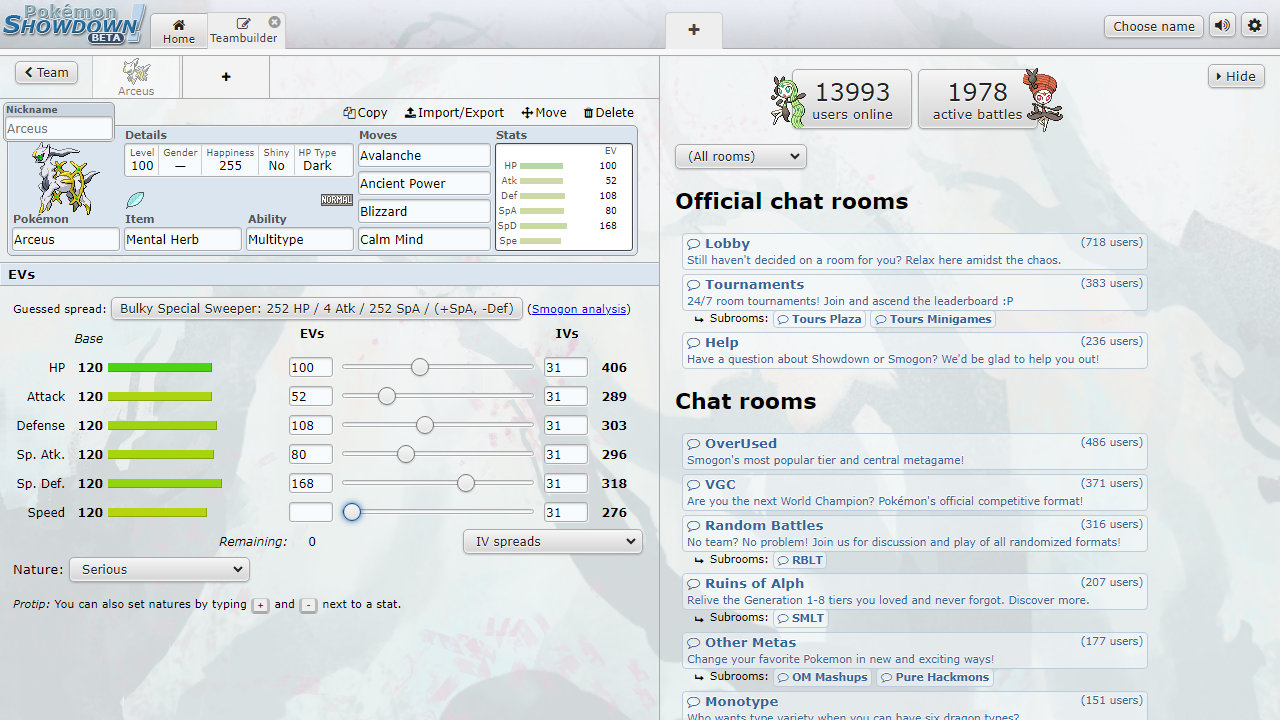 Pokémon
SHOWDOWN!
BETA
Home
Teambuilder
+
Choose name
Team
Arceus
+
Nickname
Arceus
Copy
Import/Export
Move
Delete
Details
Level
100
Gender
—
Happiness
255
Shiny
No
HP Type
Dark
NORMAL
Pokémon
Arceus
Item
Mental Herb
Ability
Multitype
Moves
Avalanche
Ancient Power
Blizzard
Calm Mind
Stats
EV
HP 100
Atk 52
Def 108
SpA 80
SpD 168
Spe
EVs
Guessed spread: Bulky Special Sweeper: 252 HP / 4 Atk / 252 SpA / (+SpA, -Def) (Smogon analysis)
Base EVs IVs
HP 120 100 31 406
Attack 120 52 31 289
Defense 120 108 31 303
Sp. Atk. 120 80 31 296
Sp. Def. 120 168 31 318
Speed 120 31 276
Remaining: 0
IV spreads
Nature: Serious
Protip: You can also set natures by typing + and - next to a stat.
13993
users online
1978
active battles
Hide
(All rooms)
Official chat rooms
Lobby (718 users)
Still haven't decided on a room for you? Relax here amidst the chaos.
Tournaments (383 users)
24/7 room tournaments! Join and ascend the leaderboard :P
Subrooms: Tours Plaza Tours Minigames
Help (236 users)
Have a question about Showdown or Smogon? We'd be glad to help you out!
Chat rooms
OverUsed (486 users)
Smogon's most popular tier and central metagame!
VGC (371 users)
Are you the next World Champion? Pokémon's official competitive format!
Random Battles (316 users)
No team? No problem! Join us for discussion and play of all randomized formats!
Subrooms: RBLT
Ruins of Alph (207 users)
Relive the Generation 1-8 tiers you loved and never forgot. Discover more.
Subrooms: SMLT
Other Metas (177 users)
Change your favorite Pokemon in new and exciting ways!
Subrooms: OM Mashups Pure Hackmons
Monotype (151 users)
Who wants type variety when you can have six dragon types?